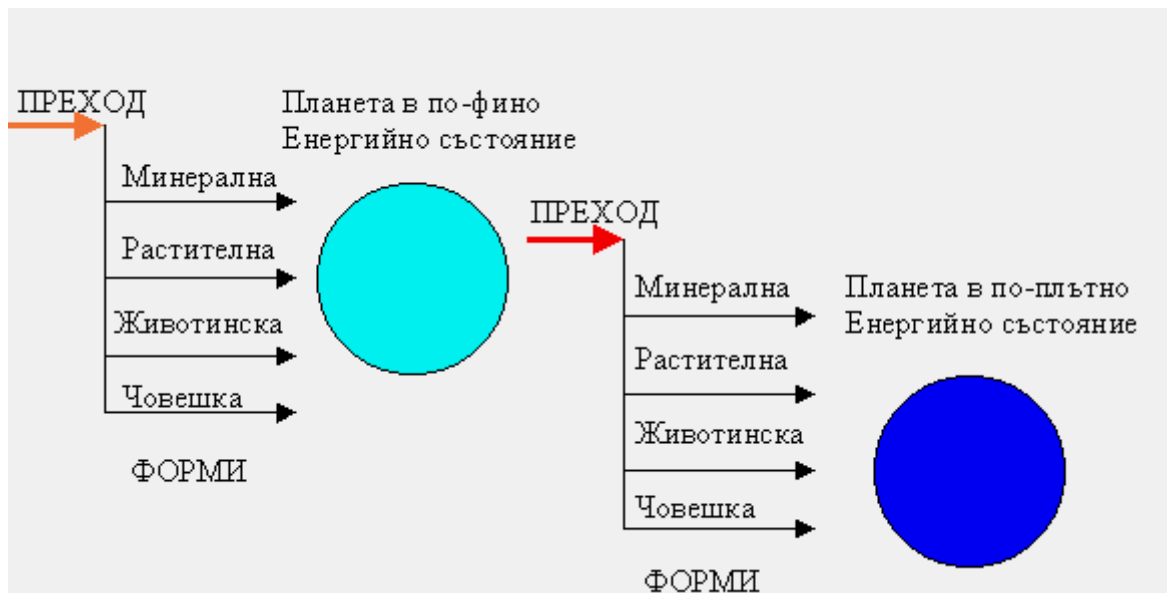 ПРЕХОД
Планета в по-фино
Енергийно състояние
Минерална
Растителна
Животинска
Човешка
ФОРМИ
ПРЕХОД
Минерална
Планета в по-плътно
Енергийно състояние
Растителна
Животинска
Човешка
ФОРМИ